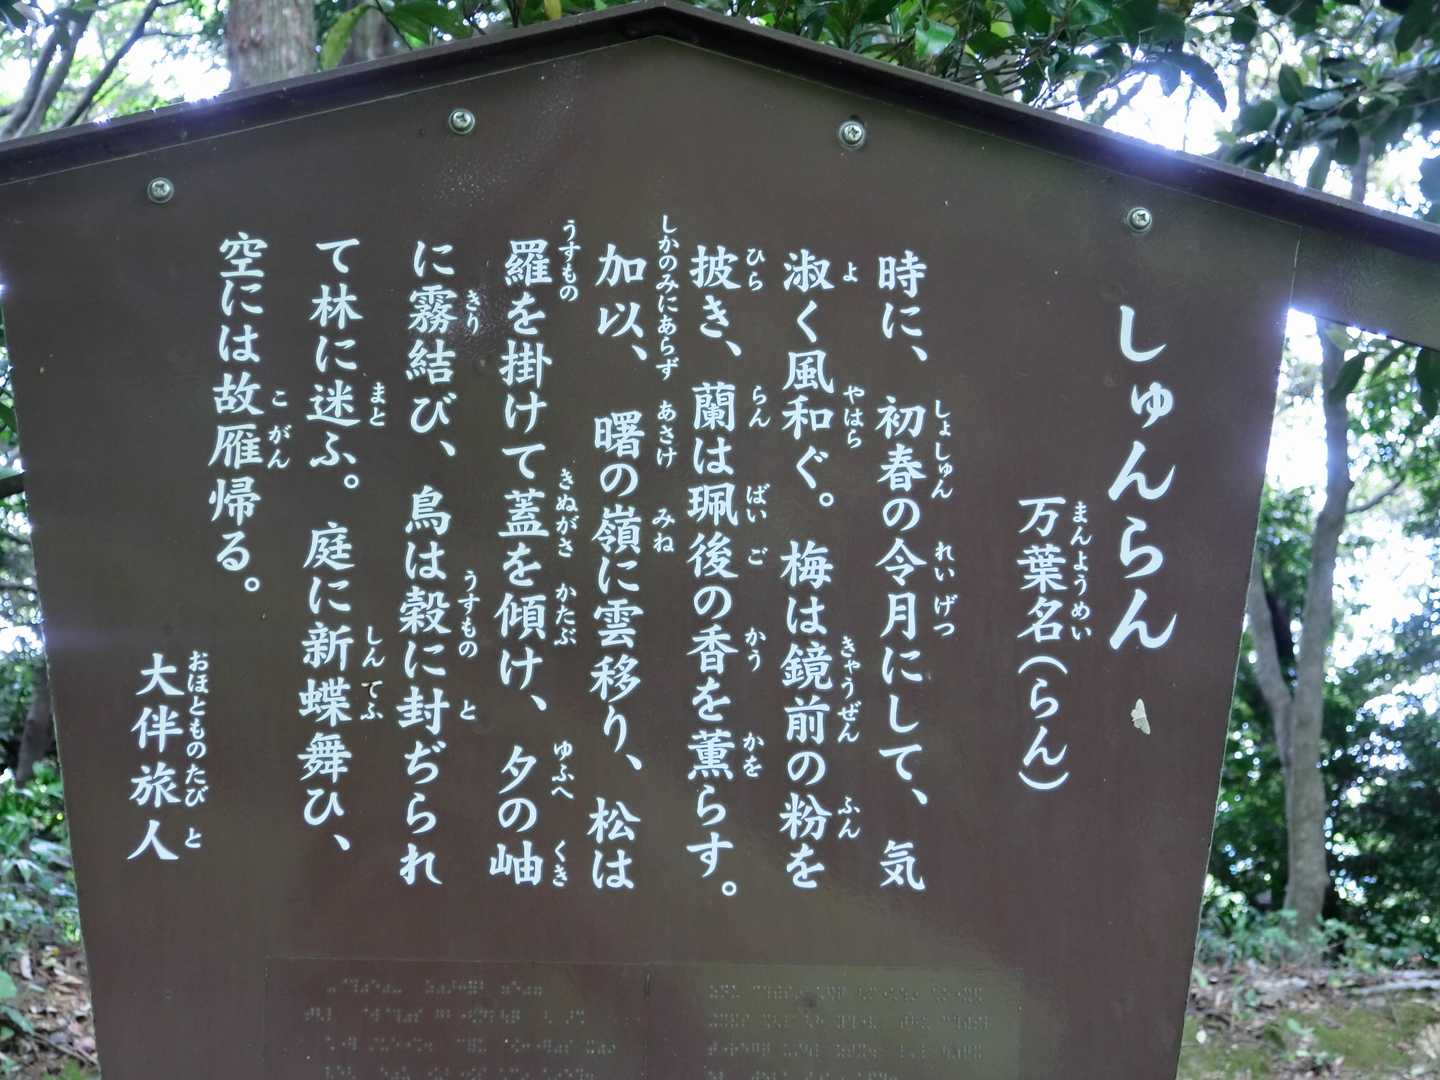 しゅんらん
万葉名(らん)
時に、初春の令月にして、気
淑く風和ぐ。梅は鏡前の粉を
披き、蘭は珮後の香を薫らす。
加以、曙の嶺に雲移り、松は
羅を掛けて蓋を傾け、夕の岫
に霧結び、鳥は縠に封ぢられ
て林に迷ふ。庭に新蝶舞ひ、
空には故雁帰る。
大伴旅人